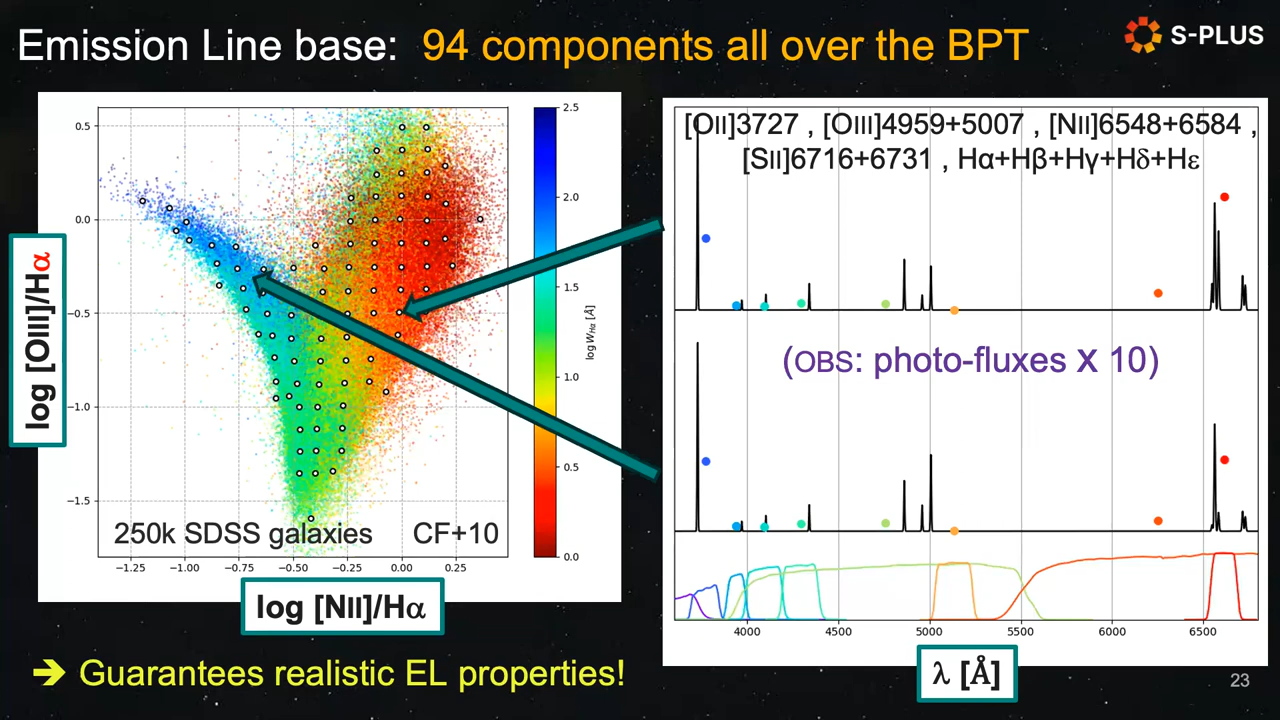 Emission Line base: 94 components all over the BPT
S-PLUS
[OII]3727 , [OIII]4959+5007 , [NII]6548+6584 ,
[SII]6716+6731 , Hα+Hβ+Hγ+Hδ+Hε
(OBS: photo-fluxes X 10)
0.5
0.0
−0.5
−1.0
−1.5
log [OIII]/Hα
250k SDSS galaxies CF+10
−1.25 −1.00 −0.75 −0.50 −0.25 0.00 0.25
log [NII]/Hα
2.5
2.0
1.5
1.0
0.5
0.0
log W_Hα [Å]
4000 4500 5000 5500 6000 6500
λ [Å]
➔ Guarantees realistic EL properties!
23